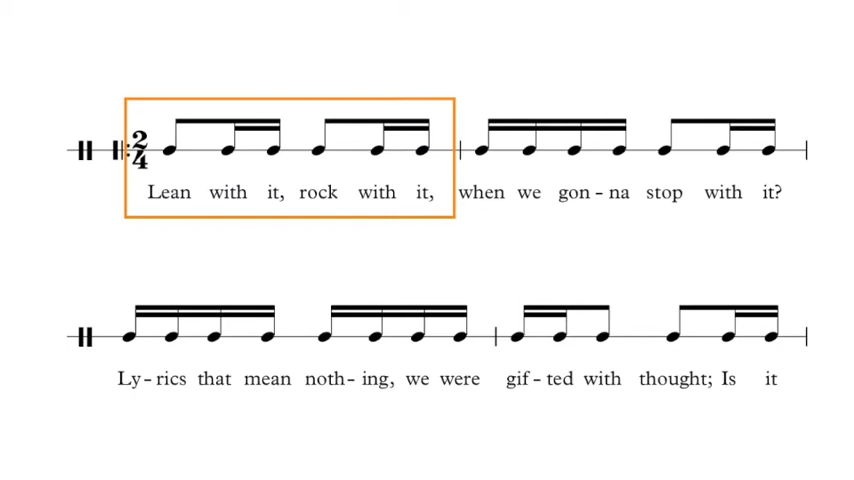 2
4
Lean with it, rock with it, when we gon - na stop with it?
Ly - rics that mean noth - ing, we were gif - ted with thought; Is it